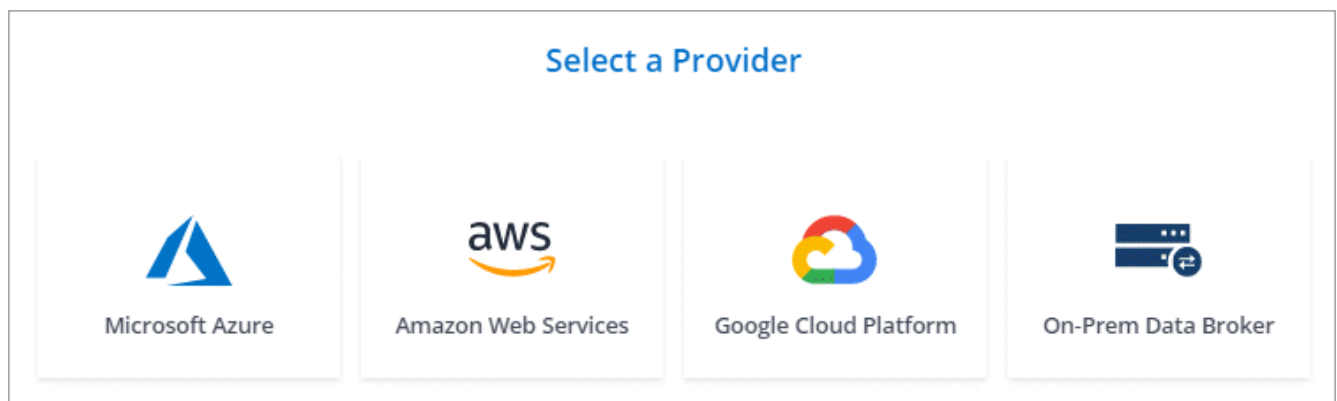 Select a Provider
aws
Microsoft Azure
Amazon Web Services
Google Cloud Platform
On-Prem Data Broker